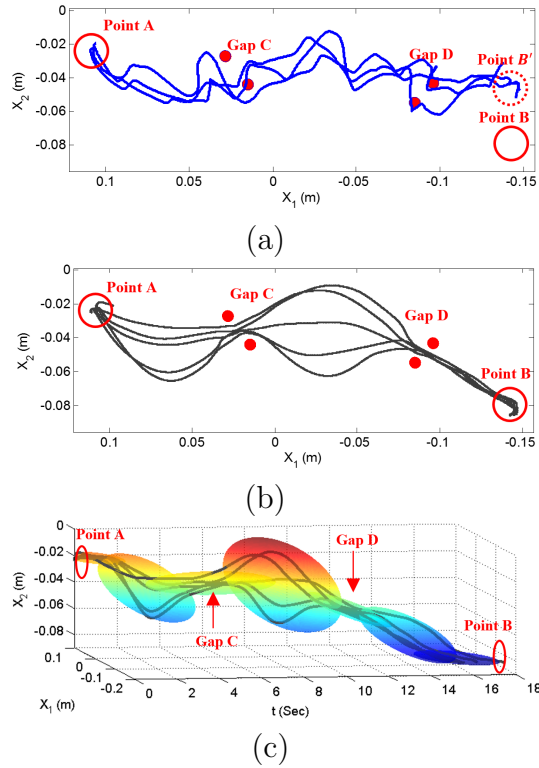 Point A
Gap C
Gap D
Point B′
Point B
0
-0.02
-0.04
-0.06
-0.08
X2 (m)
0.1 0.05 0 -0.05 -0.1 -0.15
X1 (m)
(a)
Point A
Gap C
Gap D
Point B
0
-0.02
-0.04
-0.06
-0.08
X2 (m)
0.1 0.05 0 -0.05 -0.1 -0.15
X1 (m)
(b)
Point A
Gap D
Gap C
Point B
0
-0.02
-0.04
-0.06
-0.08
X2 (m)
0.1
0
-0.1
-0.2
X1 (m)
0 2 4 6 8 10 12 14 16 18
t (Sec)
(c)